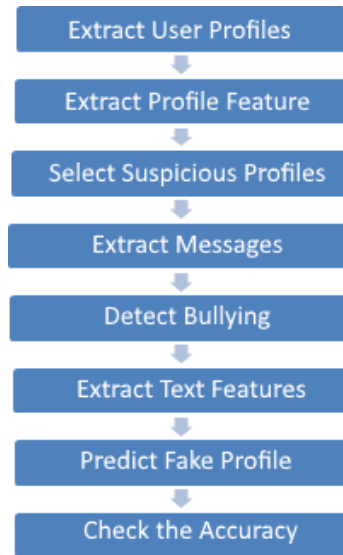 Extract User Profiles
Extract Profile Feature
Select Suspicious Profiles
Extract Messages
Detect Bullying
Extract Text Features
Predict Fake Profile
Check the Accuracy